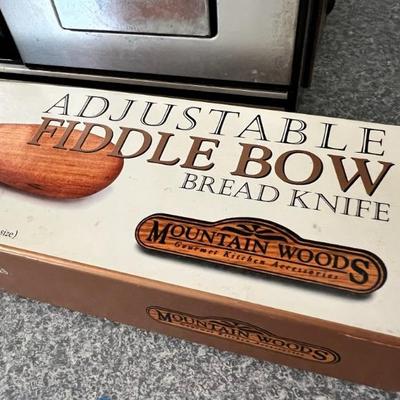 ADJUSTABLE
FIDDLE BOW
BREAD KNIFE
size)
MOUNTAIN WOODS
Gourmet Kitchen Accessories
MOUNTAIN WOODS